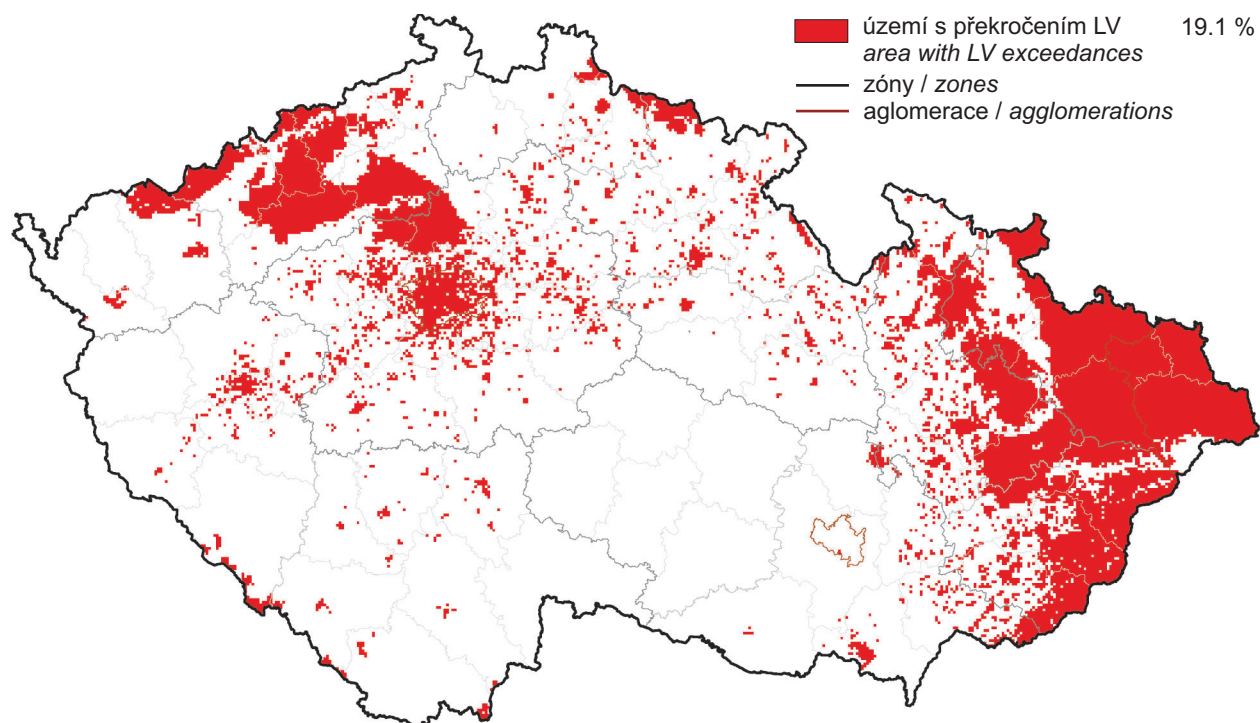 území s překročením LV 19.1 %
area with LV exceedances
zóny / zones
aglomerace / agglomerations